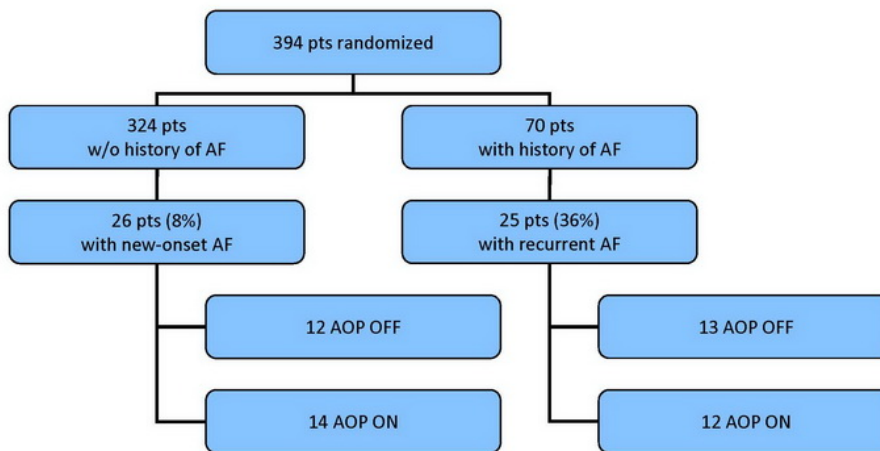 394 pts randomized
324 pts
w/o history of AF
70 pts
with history of AF
26 pts (8%)
with new-onset AF
25 pts (36%)
with recurrent AF
12 AOP OFF
13 AOP OFF
14 AOP ON
12 AOP ON